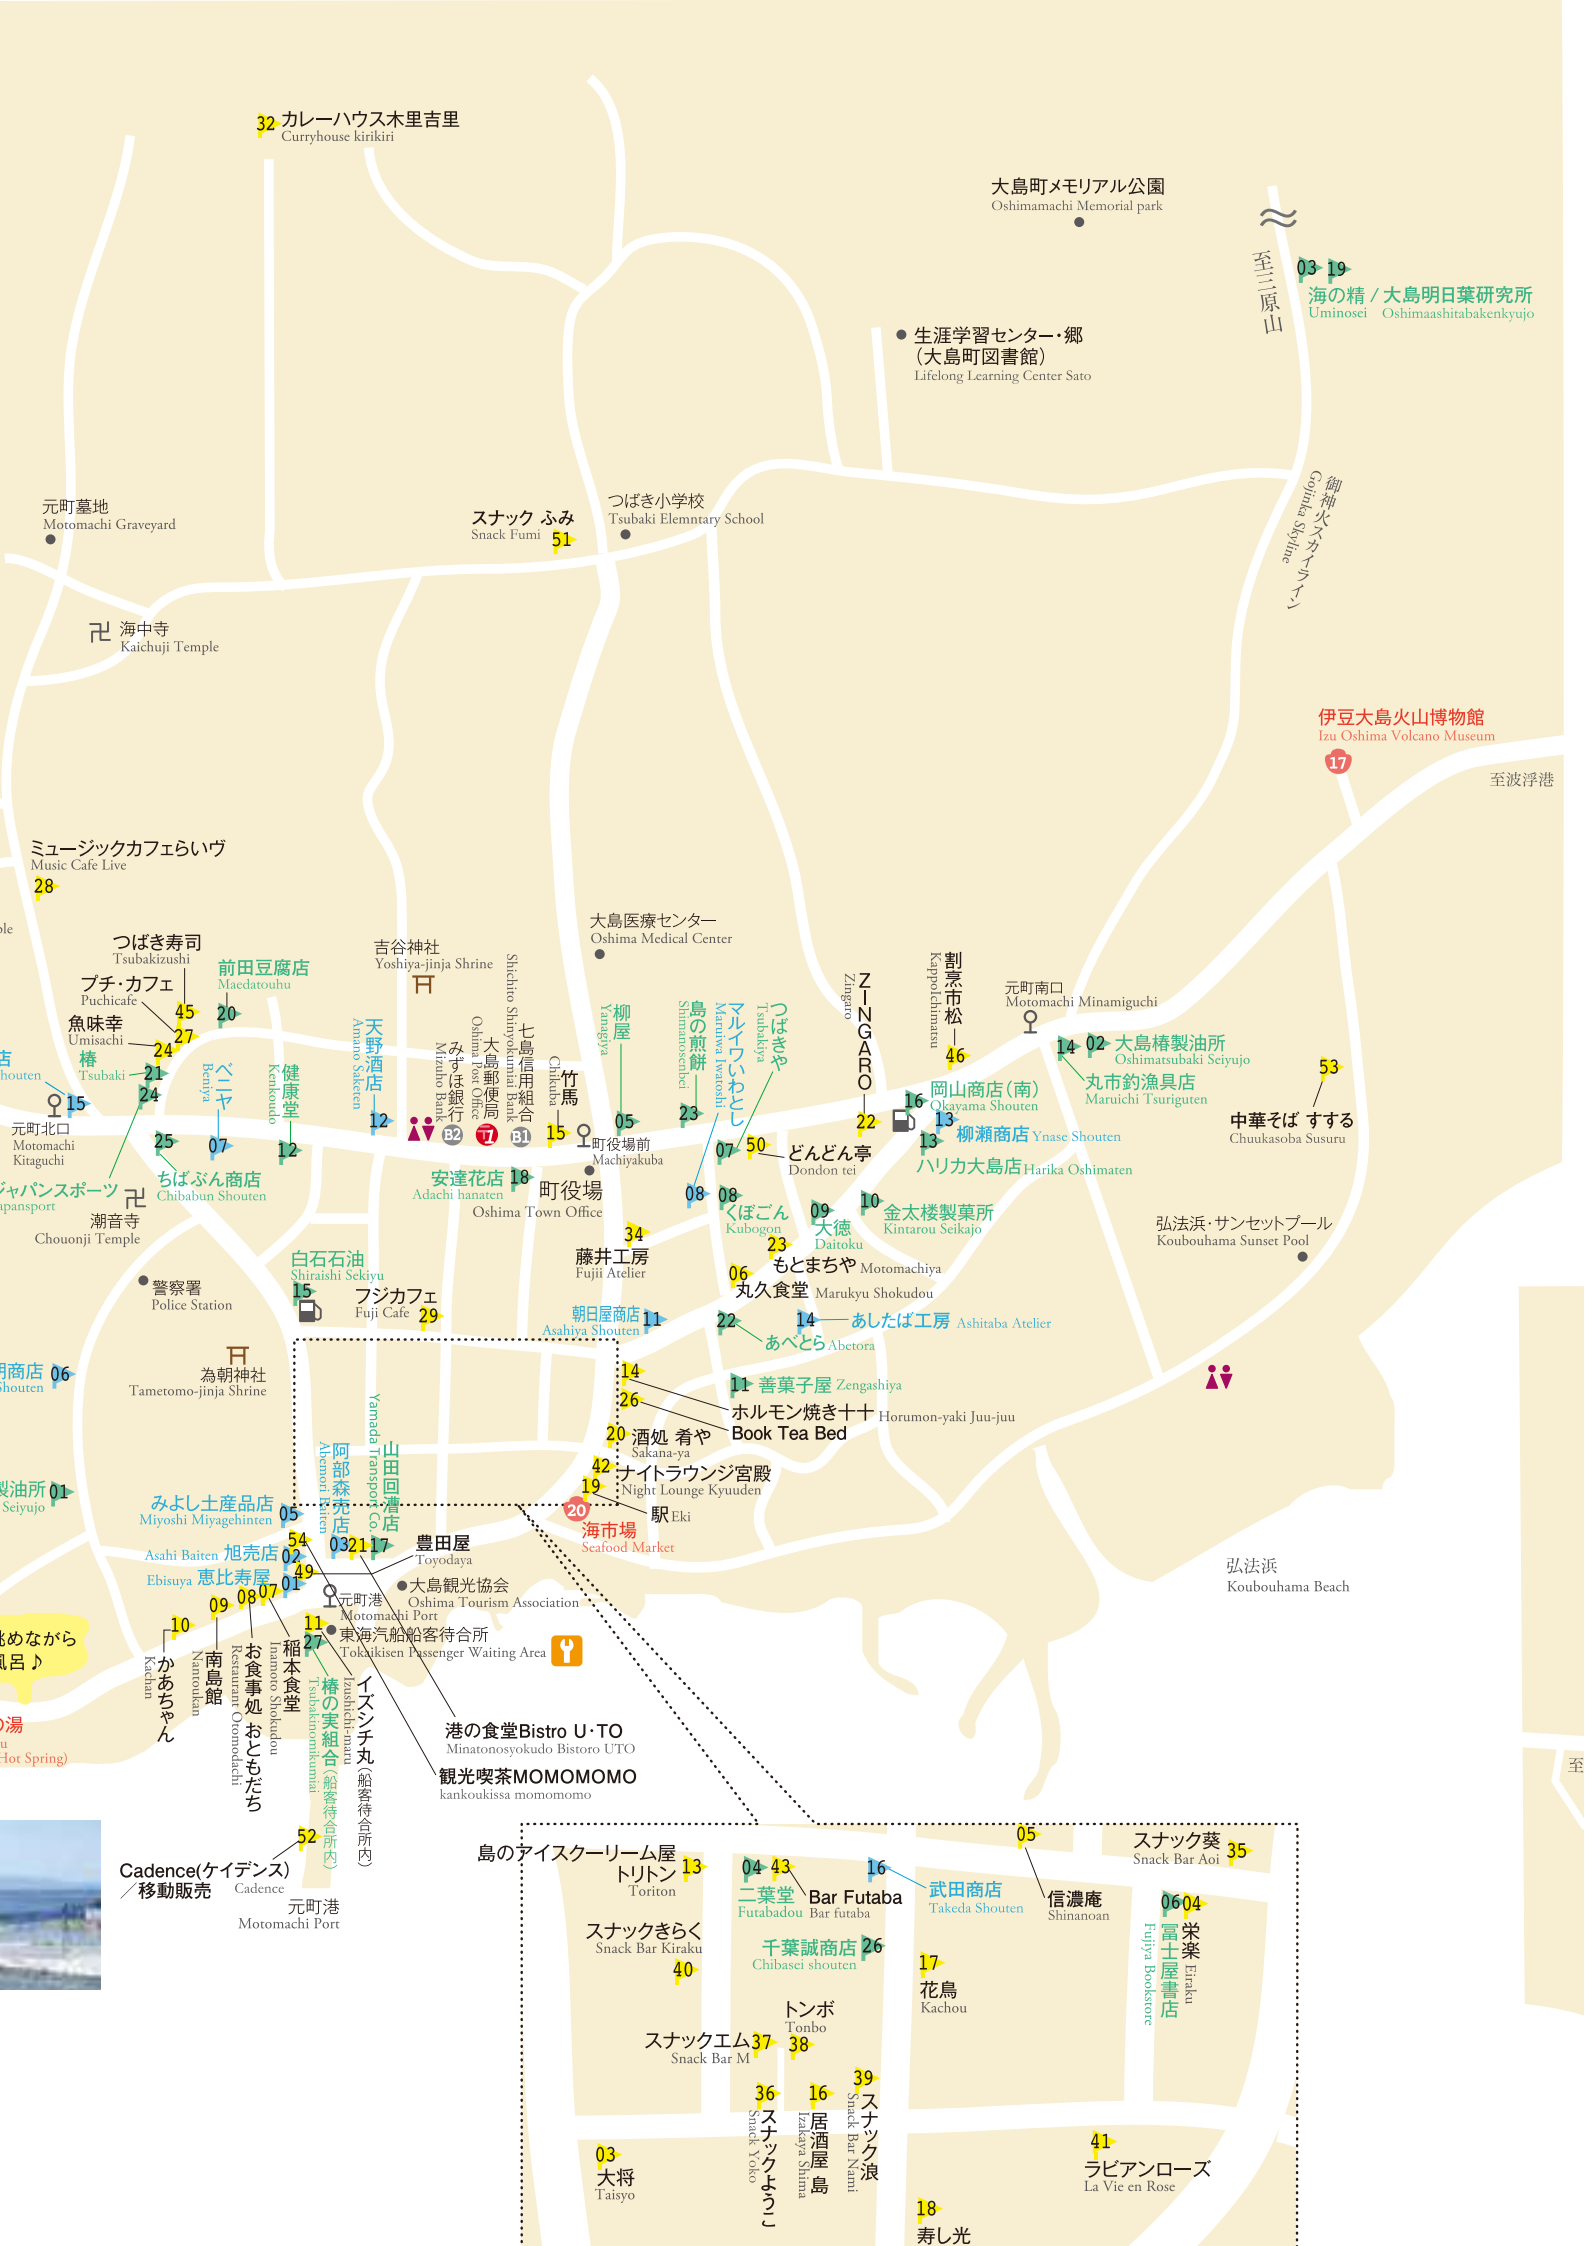 32
カレーハウス木里吉里
Curryhouse kirikiri
大島町メモリアル公園
Oshimamachi Memorial park
至三原山
03 19
海の精 / 大島明日葉研究所
Uminosei Oshimaashitabakenkyujo
生涯学習センター・郷
（大島町図書館）
Lifelong Learning Center Sato
御神火スカイライン
Gojinka Skyline
元町墓地
Motomachi Graveyard
スナック ふみ
Snack Fumi
51
つばき小学校
Tsubaki Elemntary School
海中寺
Kaichuji Temple
伊豆大島火山博物館
Izu Oshima Volcano Museum
17
至波浮港
ミュージックカフェらいヴ
Music Cafe Live
28
ple
つばき寿司
Tsubakizushi
45
プチ・カフェ
Puchicafe
27
魚味幸
Umisachi
24
椿
Tsubaki
21
24
前田豆腐店
Maedatouhu
20
店
houten
15
元町北口
Motomachi
Kitaguchi
ベニヤ
Beniya
07
健康堂
Kenkoudo
12
25
ちばぶん商店
Chibabun Shouten
ジャパンスポーツ
apansport
潮音寺
Chouonji Temple
吉谷神社
Yoshiya-jinja Shrine
天野酒店
Amano Saketen
12
みずほ銀行
Mizuho Bank
B2
大島郵便局
Oshima Post Office
七島信用組合
Shichito Shinyokumiai Bank
B1
竹馬
Chikuba
15
大島医療センター
Oshima Medical Center
柳屋
Yanagiya
05
町役場前
Machiyakuba
安達花店
Adachi hanaten
18
町役場
Oshima Town Office
島の煎餅
Shimanosenbei
23
マルイワいわとし
Maruiwa Iwatoshi
08
つばきや
Tsubakiya
07
50
どんどん亭
Dondon tei
ZINGARO
Zingaro
22
割烹市松
KappoIchimatsu
46
元町南口
Motomachi Minamiguchi
14
02
大島椿製油所
Oshimatsubaki Seiyujo
丸市釣漁具店
Maruichi Tsuriguten
16
岡山商店（南）
Okayama Shouten
13
柳瀬商店 Ynase Shouten
13
ハリカ大島店 Harika Oshimaten
53
中華そば すする
Chuukasoba Susuru
08
くぼごん
Kubogon
09
大徳
Daitoku
10
金太楼製菓所
Kintarou Seikajo
弘法浜・サンセットプール
Koubouhama Sunset Pool
34
藤井工房
Fujii Atelier
23
もとまちや Motomachiya
06
丸久食堂 Marukyu Shokudou
警察署
Police Station
白石石油
Shiraishi Sekiyu
15
フジカフェ
Fuji Cafe
29
朝日屋商店
Asahiya Shouten
11
22
あべとら Abetora
14
あしたば工房 Ashitaba Atelier
月商店
Shouten
06
為朝神社
Tametomo-jinja Shrine
14
11
善菓子屋 Zengashiya
26
ホルモン焼き十十 Horumon-yaki Juu-juu
Book Tea Bed
20
酒処 肴や
Sakana-ya
42
ナイトラウンジ宮殿
Night Lounge Kyuuden
19
駅 Eki
20
海市場
Seafood Market
製油所
Seiyujo
01
みよし土産品店
Miyoshi Miyagehinten
05
阿部森売店
Abemori Baiten
03
山田回漕店
Yamada Transport Co.
21
17
54
Asahi Baiten 旭売店
02
Ebisuya 恵比寿屋
01
49
豊田屋
Toyodaya
大島観光協会
Oshima Tourism Association
元町港
Motomachi Port
11
東海汽船船客待合所
Tokaikisen Passenger Waiting Area
27
07
08
09
10
弘法浜
Koubouhama Beach
眺めながら
風呂♪
の湯
u
Hot Spring)
かあちゃん
Kachan
南島館
Nantoukan
お食事処 おともだち
Restaurant Otomodachi
稲本食堂
Inamoto Shokudou
椿の実組合（船客待合所内）
Tsubakinomikumiai
イズシチ丸（船客待合所内）
Izushichi-maru
港の食堂Bistro U・TO
Minatonosyokudo Bistoro UTO
観光喫茶MOMOMOMO
kankoukissa momomomo
至
52
Cadence(ケイデンス)
／移動販売 Cadence
元町港
Motomachi Port
島のアイスクーリーム屋
トリトン
Toriton
13
04
二葉堂
Futabadou
43
Bar Futaba
Bar futaba
16
武田商店
Takeda Shouten
05
信濃庵
Shinanoan
スナック葵
Snack Bar Aoi
35
06
冨士屋書店
Fujiya Bookstore
04
栄楽
Eiraku
スナックきらく
Snack Bar Kiraku
40
千葉誠商店
Chibasei shouten
26
17
花鳥
Kachou
トンボ
Tonbo
38
スナックエム
Snack Bar M
37
36
スナックようこ
Snack Yoko
16
居酒屋 島
Izakaya Shima
39
スナック浪
Snack Bar Nami
03
大将
Taisyo
41
ラビアンローズ
La Vie en Rose
18
寿し光